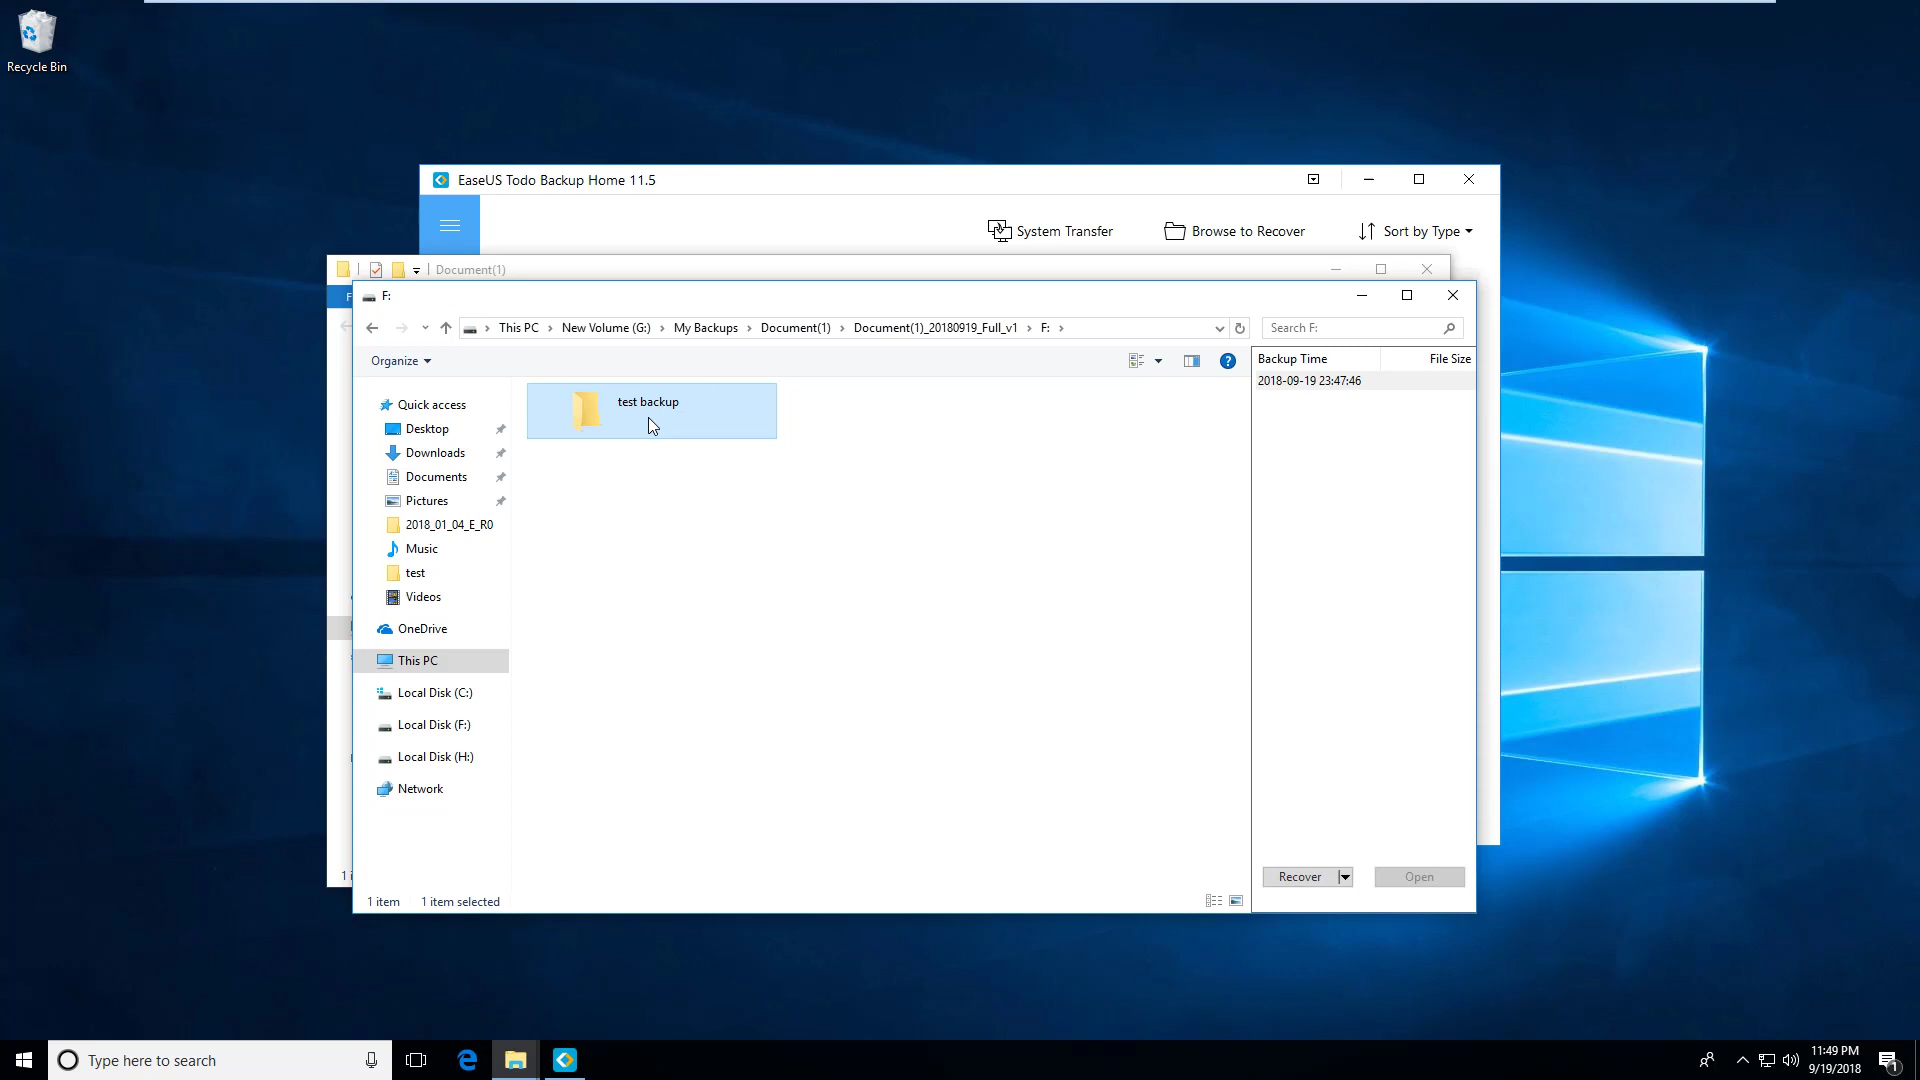 Recycle Bin
EaseUS Todo Backup Home 11.5
System Transfer
Browse to Recover
Sort by Type
Document(1)
F:
This PC
New Volume (G:)
My Backups
Document(1)
Document(1)_20180919_Full_v1
F:
Search F:
Organize
Backup Time
File Size
2018-09-19 23:47:46
test backup
Quick access
Desktop
Downloads
Documents
Pictures
2018_01_04_E_R0
Music
test
Videos
OneDrive
This PC
Local Disk (C:)
Local Disk (F:)
Local Disk (H:)
Network
Recover
Open
1 item
1 item selected
Type here to search
11:49 PM
9/19/2018
1